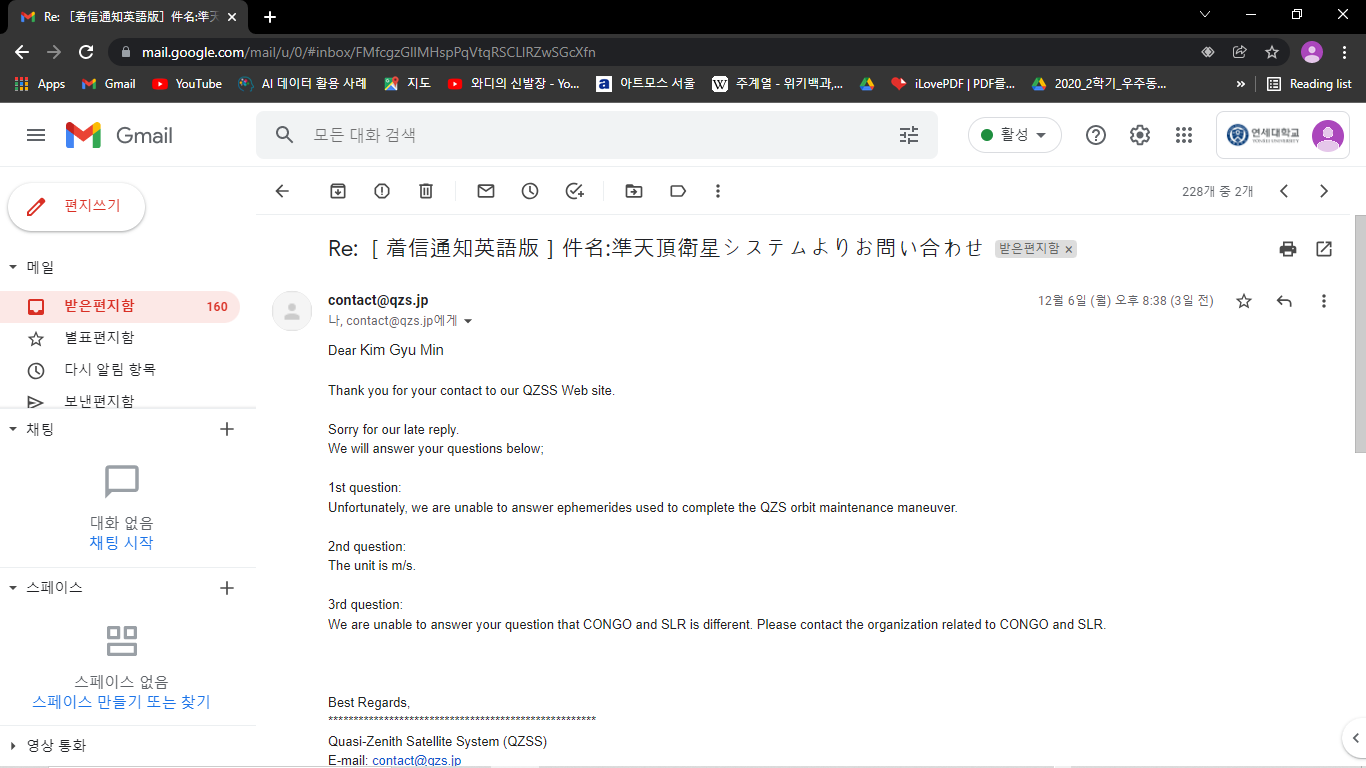 Re: ［着信通知英語版］件名:準天
mail.google.com/mail/u/0/#inbox/FMfcgzGllMHspPqVtqRSCLlRZwSGcXfn
Apps
Gmail
YouTube
AI 데이터 활용 사례
지도
와디의 신발장 - Yo...
아트모스 서울
주계열 - 위키백과,...
iLovePDF | PDF를...
2020_2학기_우주동...
»
Reading list
Gmail
모든 대화 검색
활성
연세대학교
YONSEI UNIVERSITY
편지쓰기
228개 중 2개
메일
받은편지함 160
별표편지함
다시 알림 항목
보낸편지함
채팅
대화 없음
채팅 시작
스페이스
스페이스 없음
스페이스 만들기 또는 찾기
영상 통화
Re: ［着信通知英語版］件名:準天頂衛星システムよりお問い合わせ
받은편지함 x
contact@qzs.jp
12월 6일 (월) 오후 8:38 (3일 전)
나, contact@qzs.jp에게
Dear Kim Gyu Min
Thank you for your contact to our QZSS Web site.
Sorry for our late reply.
We will answer your questions below;
1st question:
Unfortunately, we are unable to answer ephemerides used to complete the QZS orbit maintenance maneuver.
2nd question:
The unit is m/s.
3rd question:
We are unable to answer your question that CONGO and SLR is different. Please contact the organization related to CONGO and SLR.
Best Regards,
*****************************************************
Quasi-Zenith Satellite System (QZSS)
E-mail: contact@qzs.jp